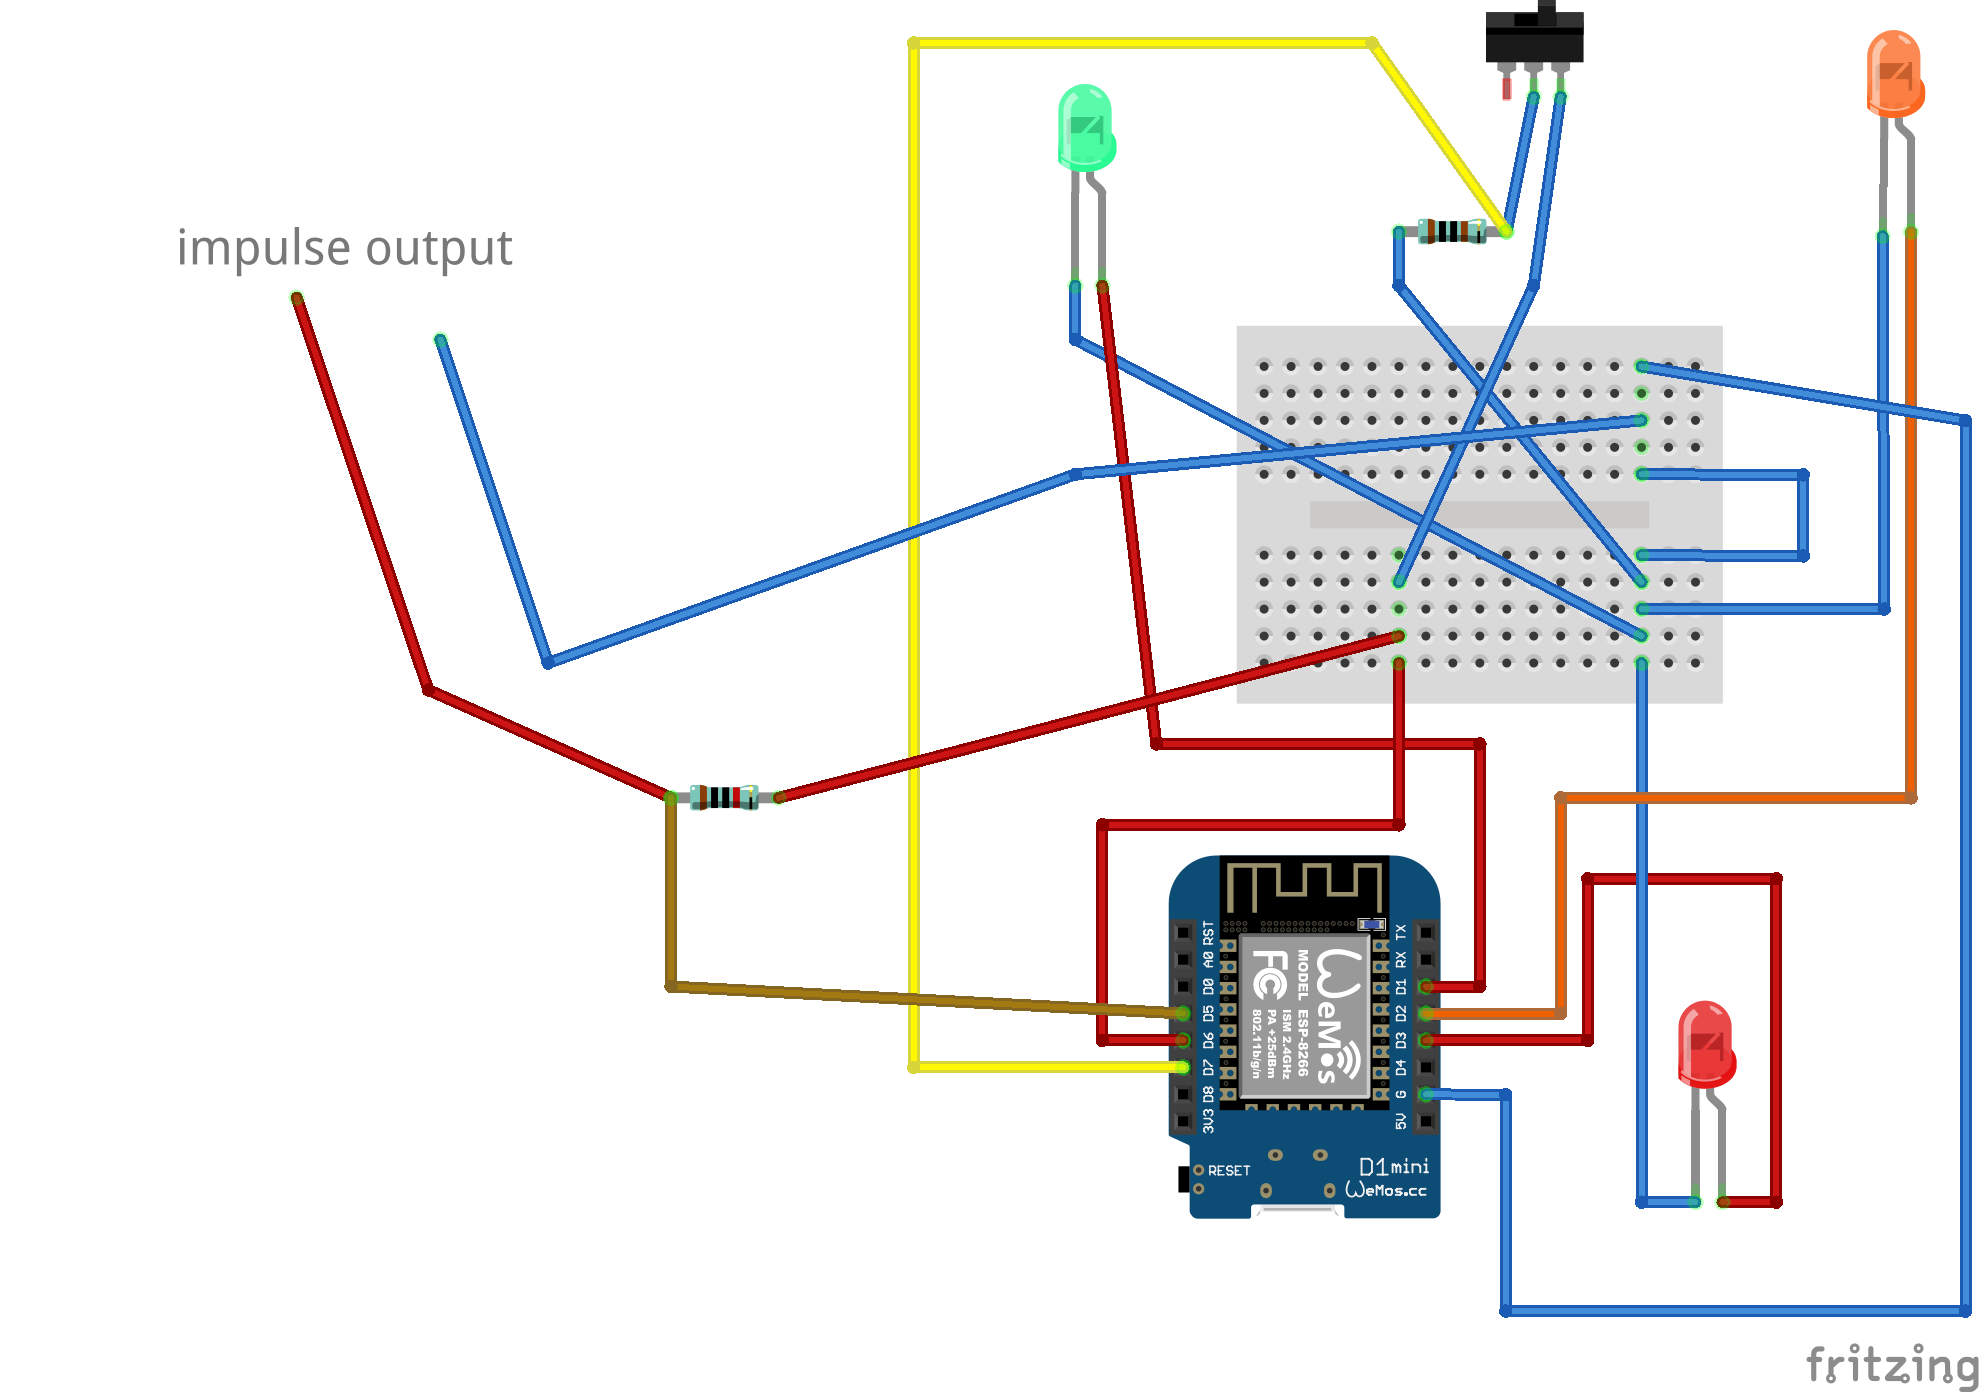 impulse output
RST
A0
D0
D5
D6
D7
D8
3V3
TX
RX
D1
D2
D3
D4
G
5V
WeMos
MODEL ESP-8266
ISM 2.4GHz
PA +25dBm
802.11b/g/n
FC
RESET
D1mini
WeMos.cc
fritzing